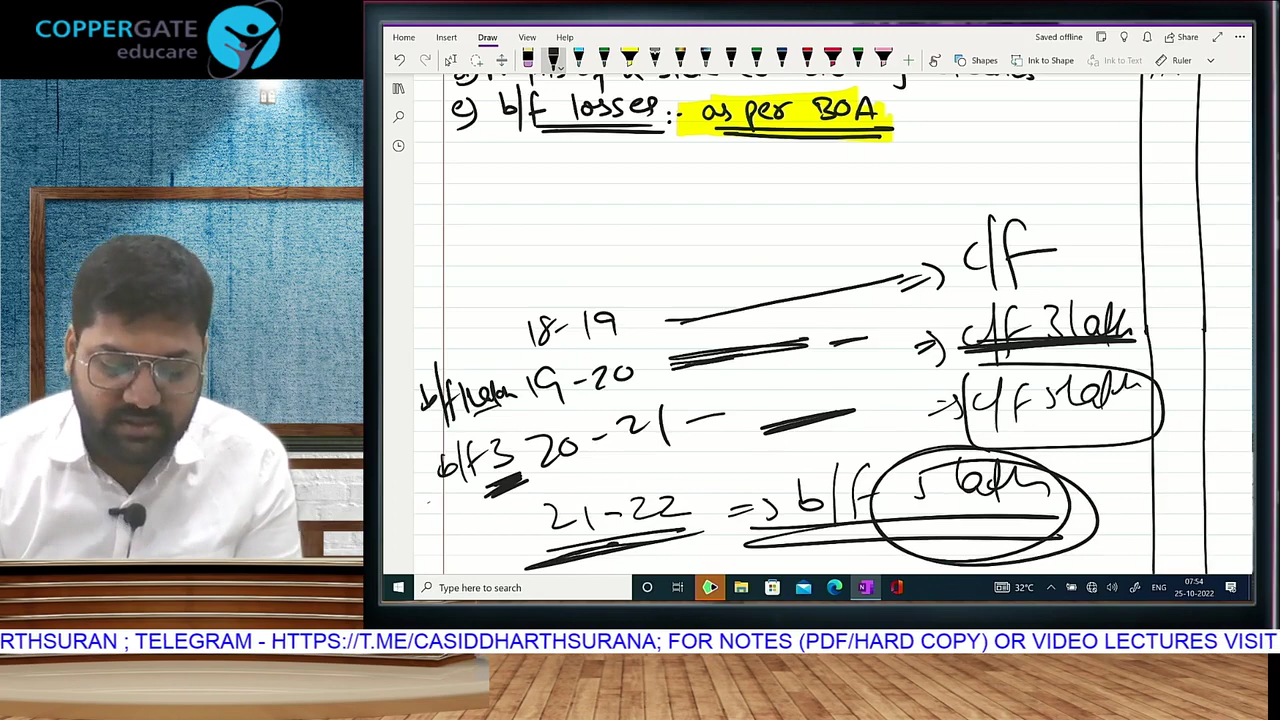 COPPERGATE
educare
Home Insert Draw View Help
Saved offline
Share
Shapes Ink to Shape Ink to Text Ruler
e) b/f losses :- as per BOA
c/f
18-19
c/f 3 lakh
19-20
b/f 3 20-21
c/f 5 lakh
21-22 => b/f 5 lakh
Type here to search
32°C
ENG
07:54
25-10-2022
RTHSURAN ; TELEGRAM - HTTPS://T.ME/CASIDDHARTHSURANA; FOR NOTES (PDF/HARD COPY) OR VIDEO LECTURES VISIT